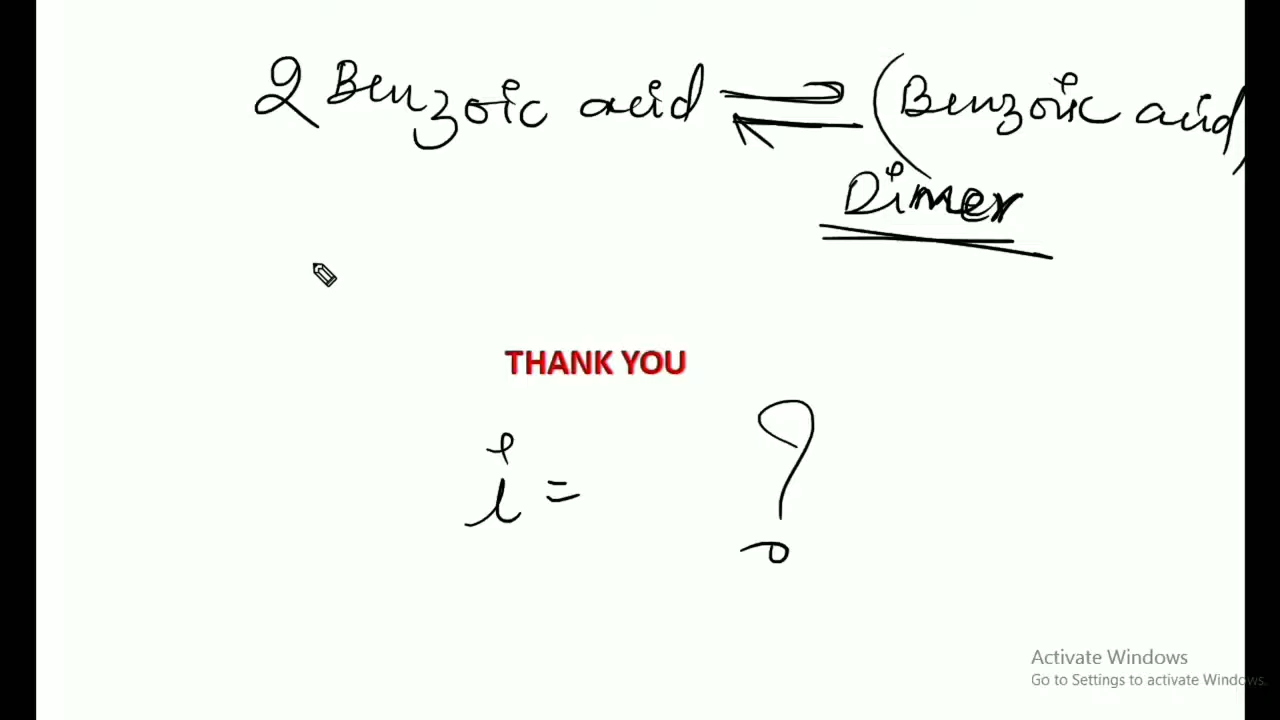 2 Benzoic acid ⇌ (Benzoic acid)
Dimer
THANK YOU
i = ?
Activate Windows
Go to Settings to activate Windows.